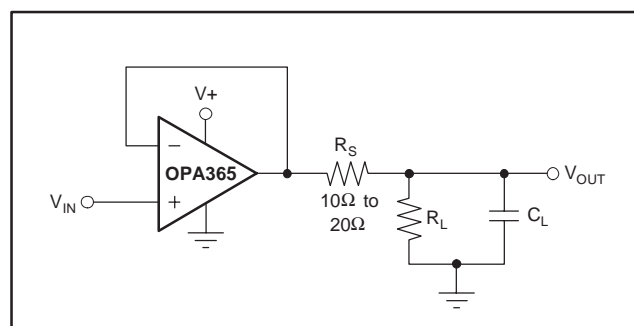 V+
−
OPA365
+
V_IN
R_S
10Ω to
20Ω
R_L
C_L
V_OUT